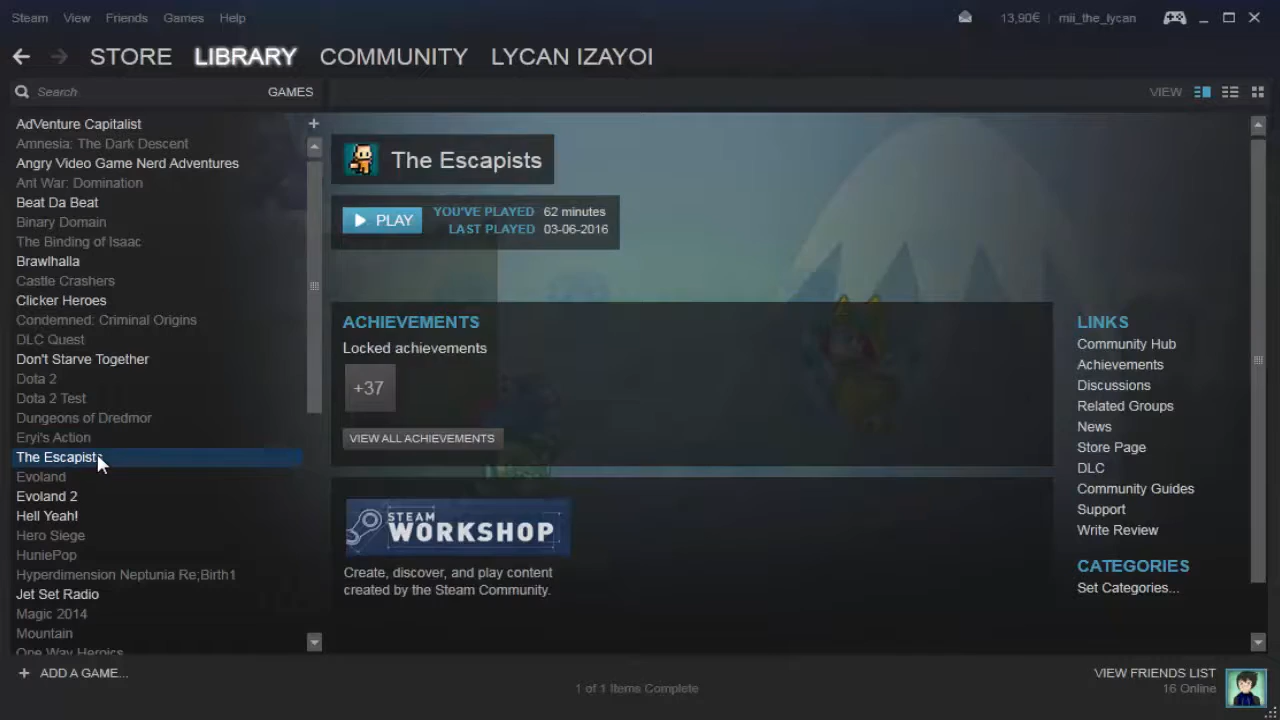 Steam View Friends Games Help
13,90€ mii_the_lycan
STORE LIBRARY COMMUNITY LYCAN IZAYOI
Search GAMES
VIEW
AdVenture Capitalist
Amnesia: The Dark Descent
Angry Video Game Nerd Adventures
Ant War: Domination
Beat Da Beat
Binary Domain
The Binding of Isaac
Brawlhalla
Castle Crashers
Clicker Heroes
Condemned: Criminal Origins
DLC Quest
Don't Starve Together
Dota 2
Dota 2 Test
Dungeons of Dredmor
Eryi's Action
The Escapists
Evoland
Evoland 2
Hell Yeah!
Hero Siege
HuniePop
Hyperdimension Neptunia Re;Birth1
Jet Set Radio
Magic 2014
Mountain
One Way Heroics
+ ADD A GAME...
The Escapists
PLAY
YOU'VE PLAYED 62 minutes
LAST PLAYED 03-06-2016
ACHIEVEMENTS
Locked achievements
+37
VIEW ALL ACHIEVEMENTS
STEAM
WORKSHOP
Create, discover, and play content
created by the Steam Community.
LINKS
Community Hub
Achievements
Discussions
Related Groups
News
Store Page
DLC
Community Guides
Support
Write Review
CATEGORIES
Set Categories...
1 of 1 Items Complete
VIEW FRIENDS LIST
16 Online